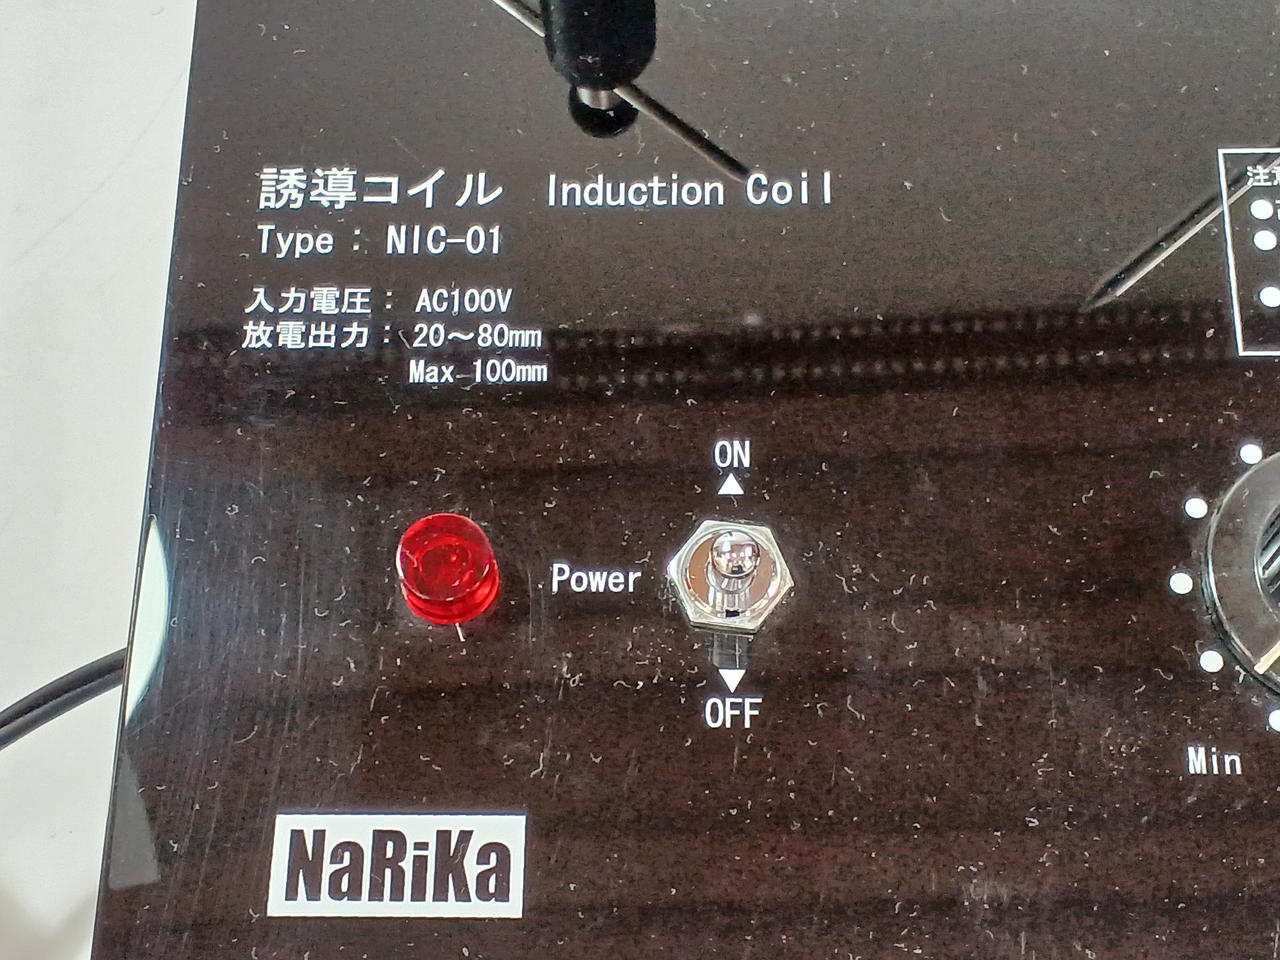 誘導コイル Induction Coil
Type : NIC-01
入力電圧 : AC100V
放電出力 : 20～80mm
Max 100mm
ON
Power
OFF
Min
NaRiKa